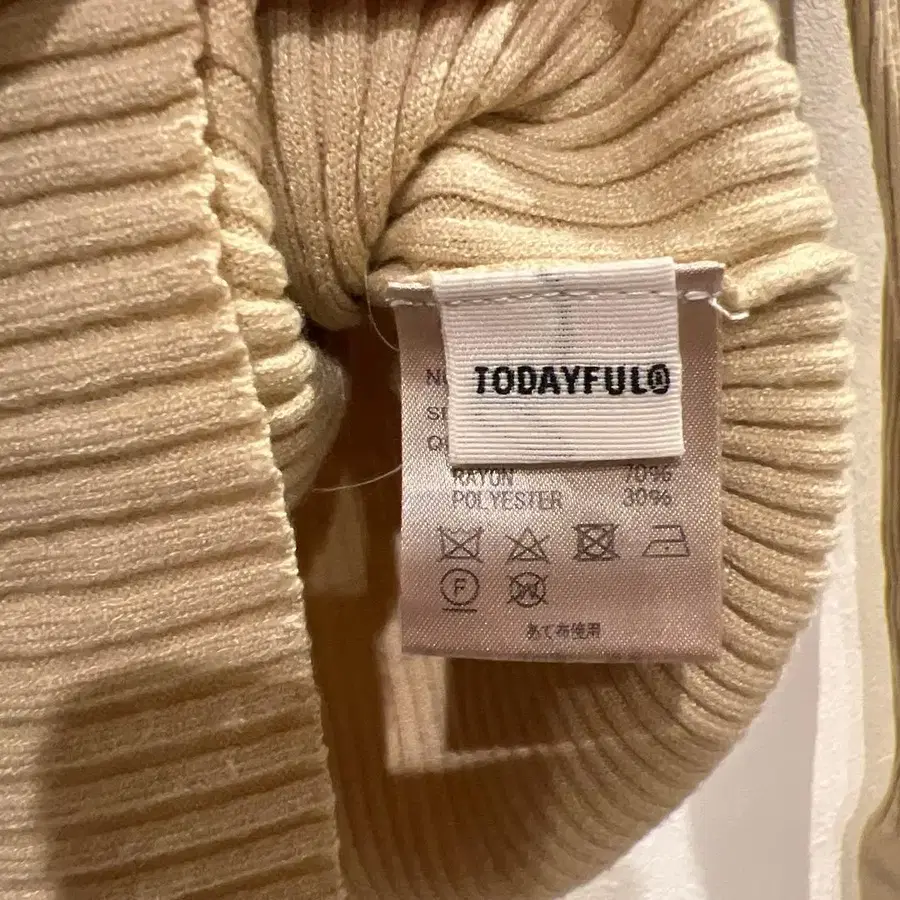 TODAYFUL®
RAYON 70%
POLYESTER 30%
F
W
あて布使用